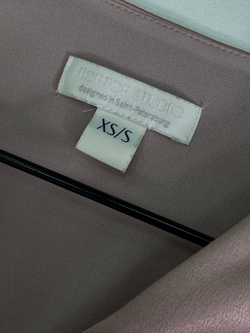 TOPTOP STUDIO
designed in Saint-Petersburg
XS/S